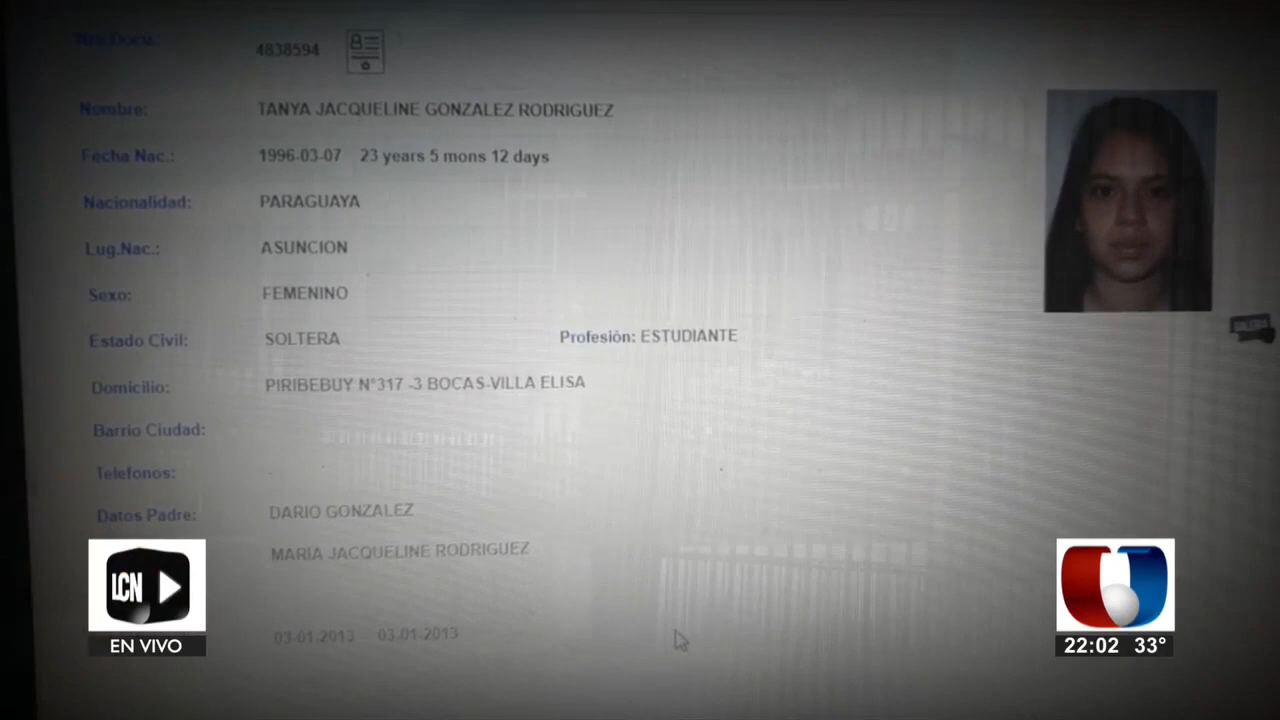 Nro.Docm.: 4838594
Nombre: TANYA JACQUELINE GONZALEZ RODRIGUEZ
Fecha Nac.: 1996-03-07 23 years 5 mons 12 days
Nacionalidad: PARAGUAYA
Lug.Nac.: ASUNCION
Sexo: FEMENINO
Estado Civil: SOLTERA Profesión: ESTUDIANTE
Domicilio: PIRIBEBUY N°317 -3 BOCAS-VILLA ELISA
Barrio Ciudad:
Telefonos:
Datos Padre: DARIO GONZALEZ
MARIA JACQUELINE RODRIGUEZ
03-01-2013 03-01-2013
LCN
EN VIVO
22:02 33°